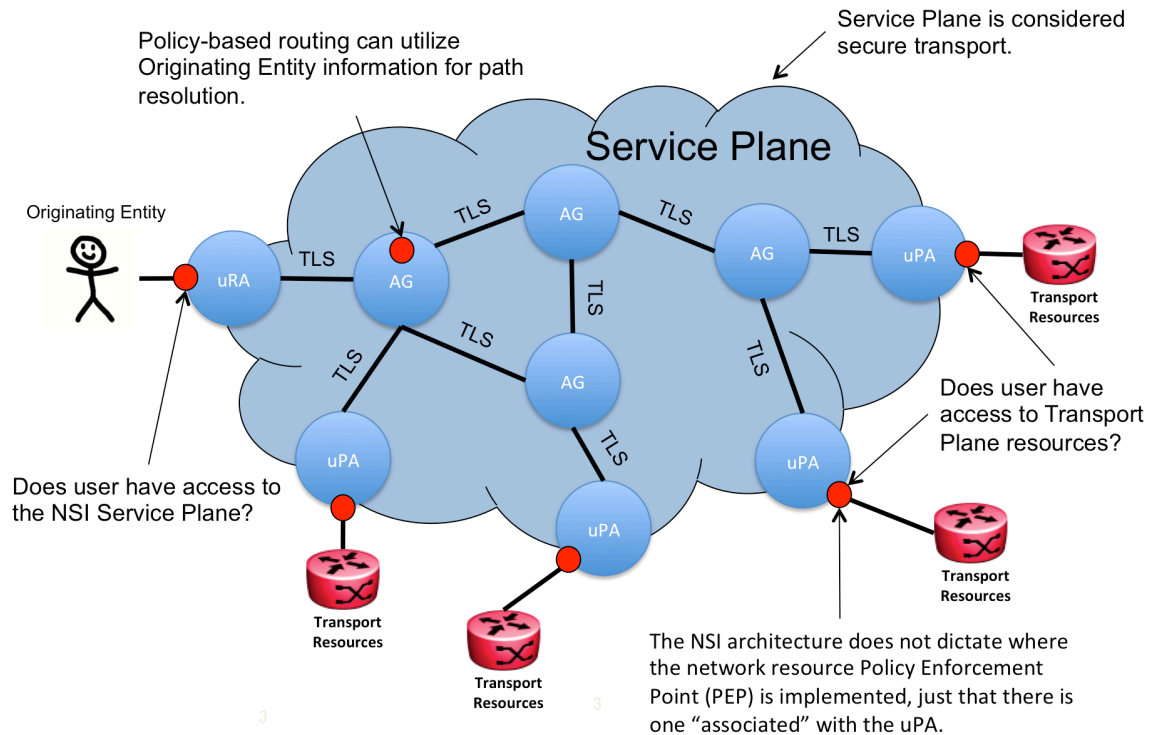 Service Plane is considered
secure transport.
Policy-based routing can utilize
Originating Entity information for path
resolution.
Service Plane
Originating Entity
uRA
TLS
AG
TLS
AG
TLS
AG
TLS
uPA
Transport
Resources
TLS
TLS
TLS
AG
TLS
TLS
uPA
uPA
uPA
Does user have
access to Transport
Plane resources?
Does user have access to
the NSI Service Plane?
Transport
Resources
Transport
Resources
Transport
Resources
The NSI architecture does not dictate where
the network resource Policy Enforcement
Point (PEP) is implemented, just that there is
one “associated” with the uPA.
3
3